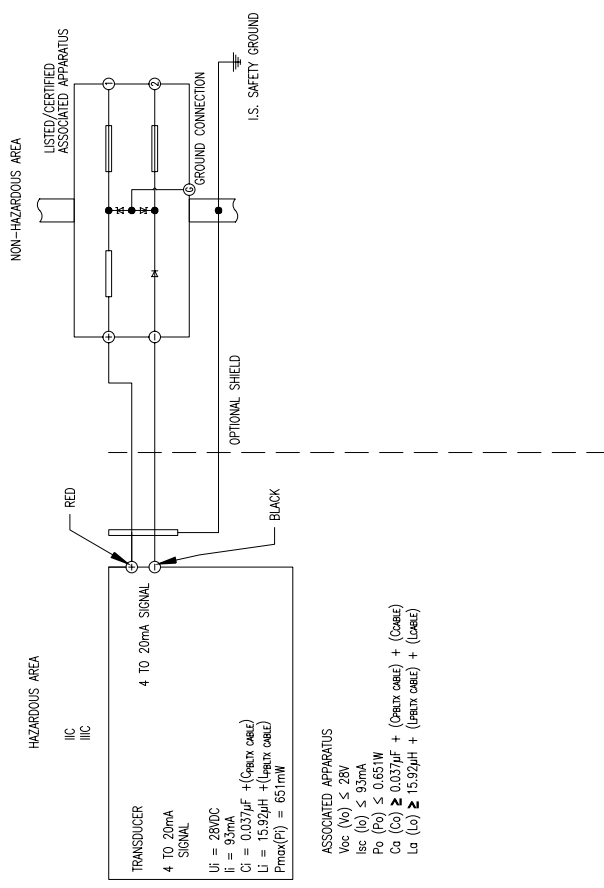 HAZARDOUS AREA
IIC
IIIC
NON-HAZARDOUS AREA
LISTED/CERTIFIED
ASSOCIATED APPARATUS
TRANSDUCER
4 TO 20mA
SIGNAL
4 TO 20mA SIGNAL
Ui = 28VDC
Ii = 93mA
Ci = 0.037µF +(CPBLTX CABLE)
Li = 15.92µH +(LPBLTX CABLE)
Pmax(Pi) = 651mW
+
-
RED
BLACK
OPTIONAL SHIELD
+
-
1
2
G
GROUND CONNECTION
I.S. SAFETY GROUND
ASSOCIATED APPARATUS
Voc (Vo) ≤ 28V
Isc (Io) ≤ 93mA
Po (Po) ≤ 0.651W
Ca (Co) ≥ 0.037µF + (CPBLTX CABLE) + (CCABLE)
La (Lo) ≥ 15.92µH + (LPBLTX CABLE) + (LCABLE)